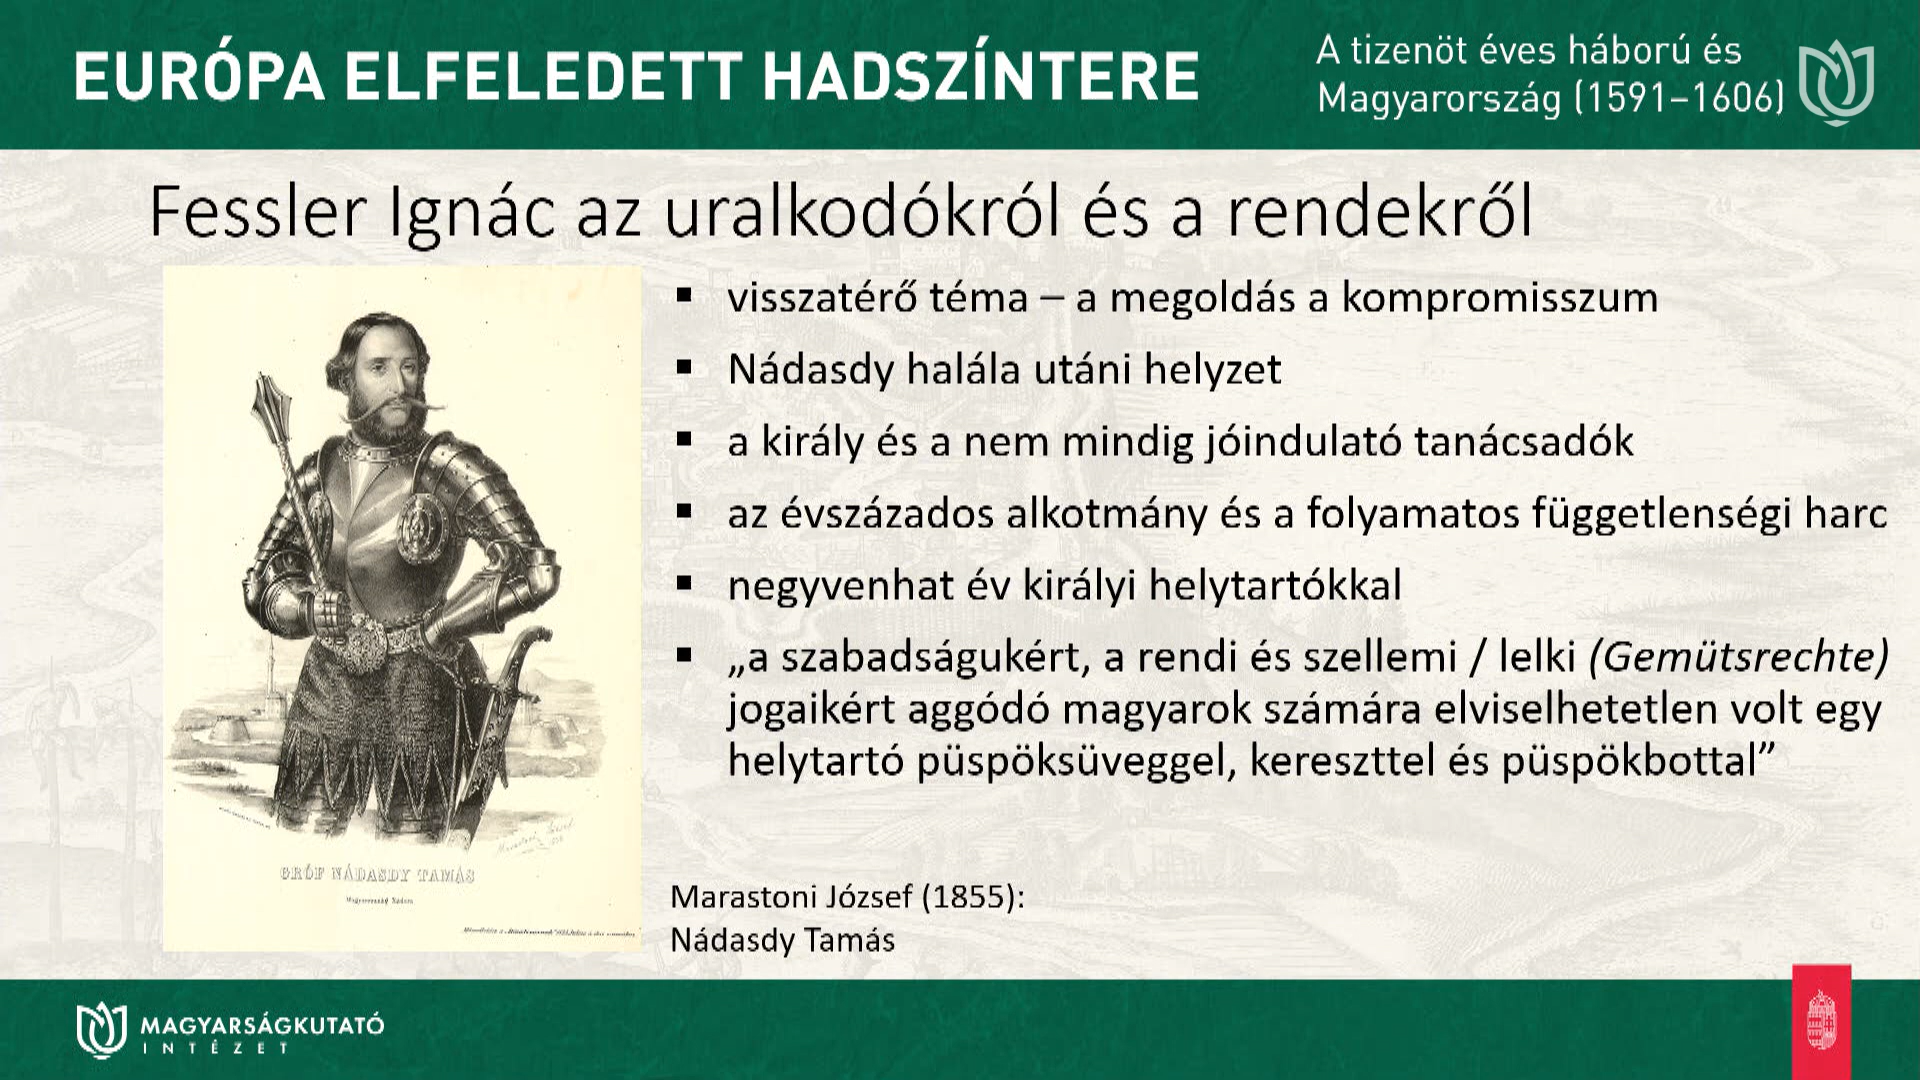 EURÓPA ELFELEDETT HADSZÍNTERE
A tizenöt éves háború és
Magyarország (1591–1606)
Fessler Ignác az uralkodókról és a rendekről
▪ visszatérő téma – a megoldás a kompromisszum
▪ Nádasdy halála utáni helyzet
▪ a király és a nem mindig jóindulató tanácsadók
▪ az évszázados alkotmány és a folyamatos függetlenségi harc
▪ negyvenhat év királyi helytartókkal
▪ „a szabadságukért, a rendi és szellemi / lelki (Gemütsrechte)
jogaikért aggódó magyarok számára elviselhetetlen volt egy
helytartó püspöksüveggel, kereszttel és püspökbottal”
GRÓF NÁDASDY TAMÁS
Magyarország Nádora
Marastoni József (1855):
Nádasdy Tamás
MAGYARSÁGKUTATÓ
INTÉZET